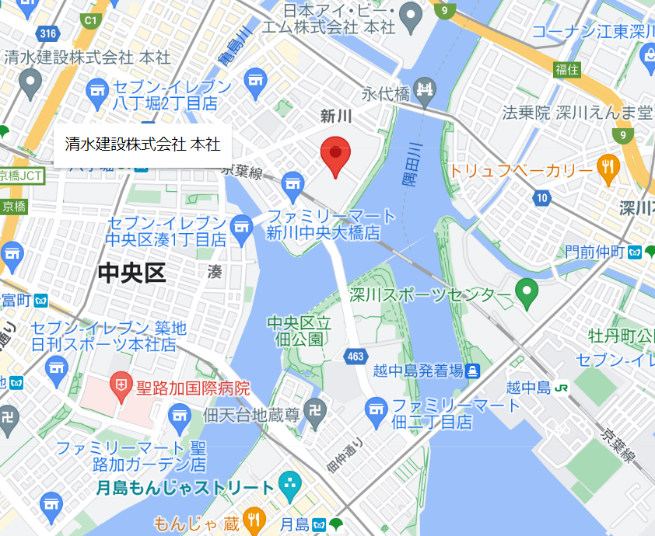 日本アイ・ビー・
エム株式会社 本社
9
C1
316
亀島川
コーナン江東深川
清水建設株式会社 本社
セブン-イレブン
八丁堀2丁目店
福住
永代橋
新川
法乗院 深川えんま堂
9
清水建設株式会社 本社
京葉線
隅田川
トリュフベーカリー
京橋JCT
京橋
10
ファミリーマート
新川中央大橋店
セブン-イレブン
中央区湊1丁目店
門前仲町
中央区
湊
深川スポーツセンター
中央区立
佃公園
セブン-イレブン 築地
日刊スポーツ本社店
牡丹町公
セブン-イレ
463
越中島発着場
越中島
JR
聖路加国際病院
佃天台地蔵尊
ファミリーマート
佃二丁目店
京葉線
佃仲通り
ファミリーマート 聖
路加ガーデン店
月島もんじゃストリート
もんじゃ 蔵
月島